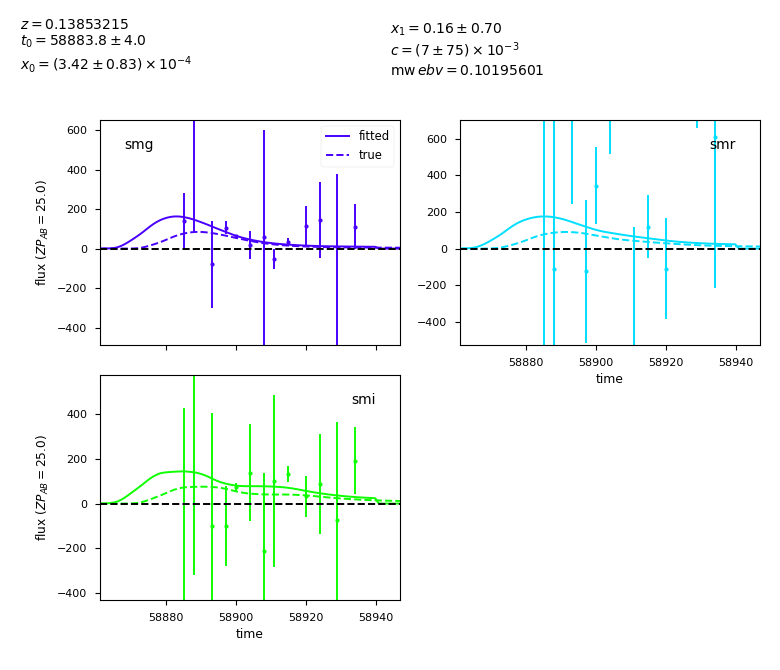 z = 0.13853215
t₀ = 58883.8 ± 4.0
x₀ = (3.42 ± 0.83) × 10⁻⁴
x₁ = 0.16 ± 0.70
c = (7 ± 75) × 10⁻³
mw ebv = 0.10195601
smg
fitted
true
600
400
200
0
−200
−400
flux (ZP_AB = 25.0)
smr
600
400
200
0
−200
−400
58880 58900 58920 58940
time
smi
400
200
0
−200
−400
flux (ZP_AB = 25.0)
58880 58900 58920 58940
time